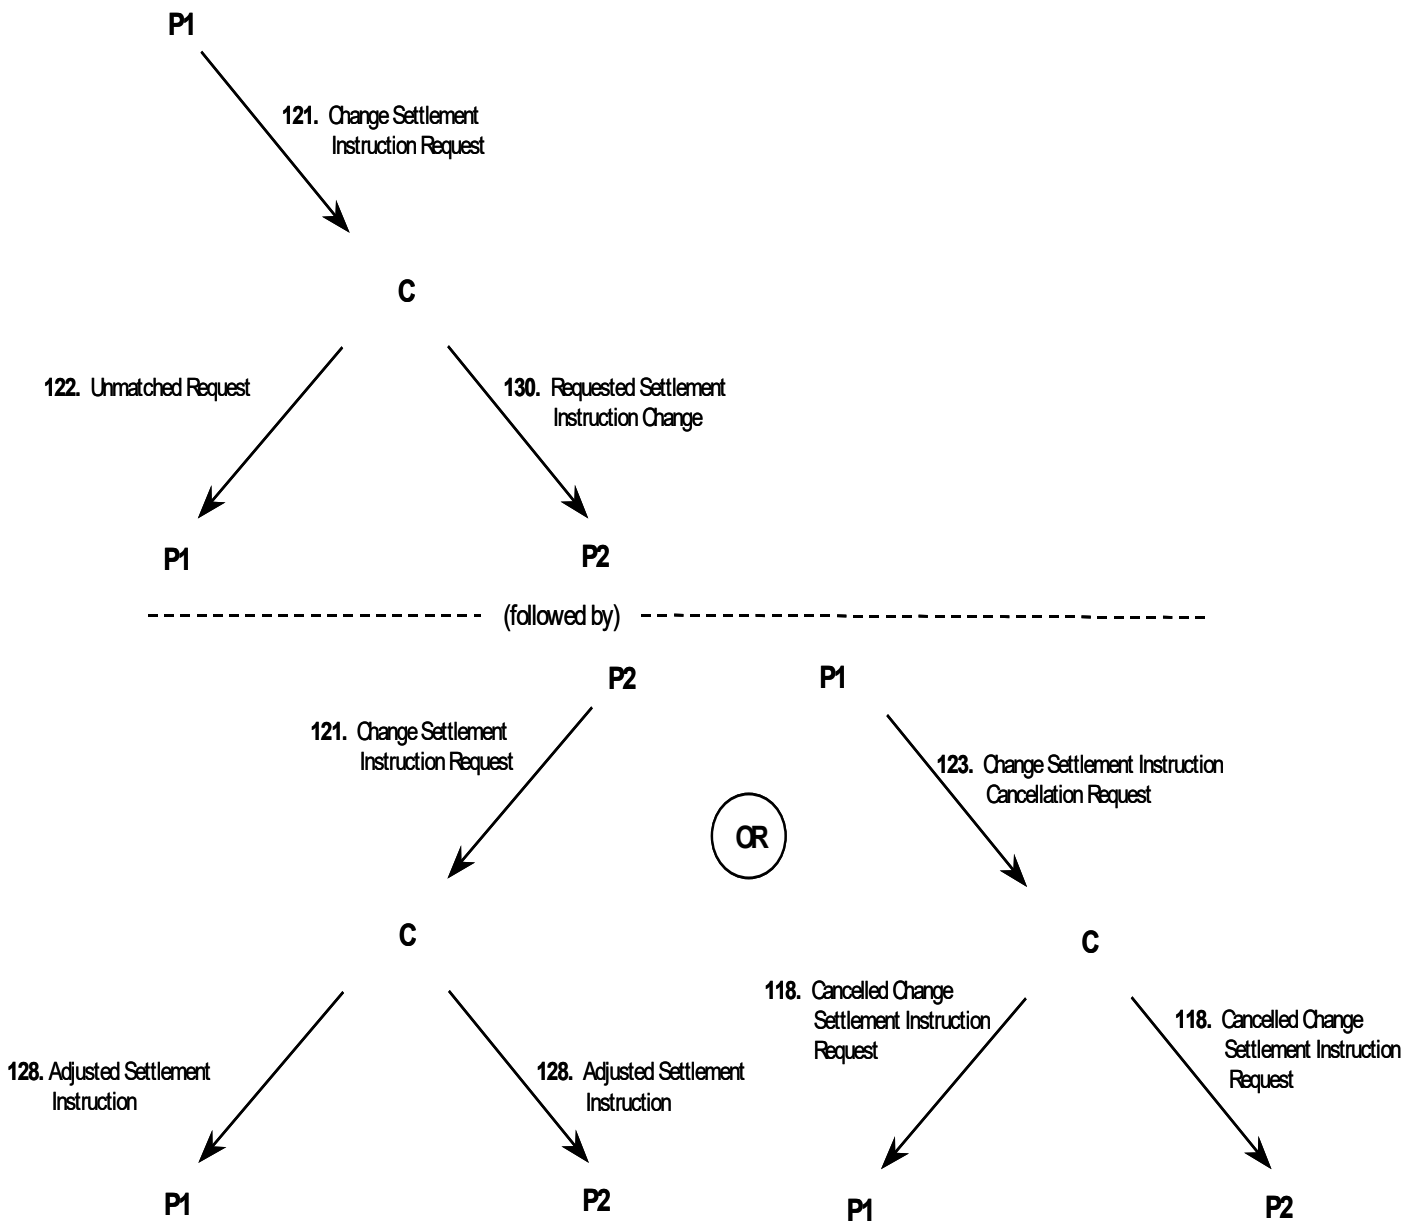 P1
121. Change Settlement
Instruction Request
C
122. Unmatched Request
130. Requested Settlement
Instruction Change
P1
P2
(followed by)
P2
P1
121. Change Settlement
Instruction Request
123. Change Settlement Instruction
Cancellation Request
OR
C
C
118. Cancelled Change
Settlement Instruction
Request
118. Cancelled Change
Settlement Instruction
Request
128. Adjusted Settlement
Instruction
128. Adjusted Settlement
Instruction
P1
P2
P1
P2